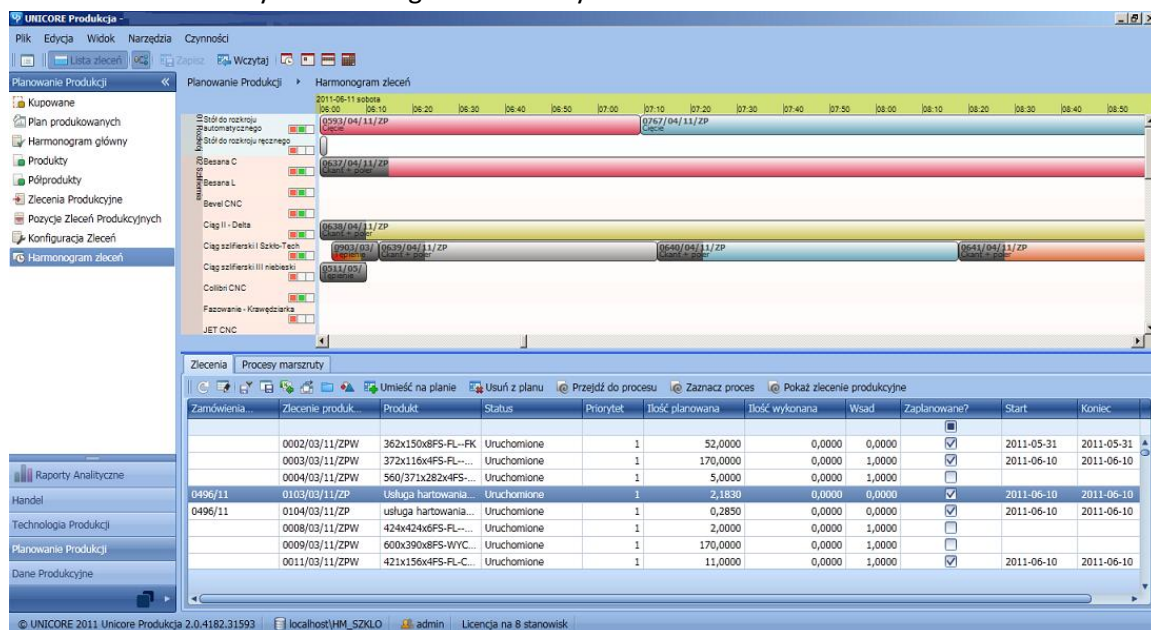 UNICORE Produkcja -
Plik Edycja Widok Narzędzia Czynności
Lista zleceń Zapisz Wczytaj
Planowanie Produkcji « Planowanie Produkcji Harmonogram zleceń
Kupowane
Plan produkowanych
Harmonogram główny
Produkty
Półprodukty
Zlecenia Produkcyjne
Pozycje Zleceń Produkcyjnych
Konfiguracja Zleceń
Harmonogram zleceń
2011-06-11 sobota
06:00 06:10 06:20 06:30 06:40 06:50 07:00 07:10 07:20 07:30 07:40 07:50 08:00 08:10 08:20 08:30 08:40 08:50
Stół do rozkroju automatycznego 0593/04/11/ZP Cięcie 0767/04/11/ZP Cięcie
Stół do rozkroju ręcznego
Besana C 0637/04/11/ZP Ckant + poler
Besana L
Bevel CNC
Ciąg II - Delta 0638/04/11/ZP Ckant + poler
Ciąg szlifierski I Szkło-Tech 0903/03/ Tępienie 0639/04/11/ZP Ckant + poler 0640/04/11/ZP Ckant + poler 0641/04/11/ZP Ckant + poler
Ciąg szlifierski III niebieski 0511/05/ Tępienie
Colibri CNC
Fazowanie - Krawędziarka
JET CNC
Zlecenia Procesy marszruty
Umieść na planie Usuń z planu Przejdź do procesu Zaznacz proces Pokaż zlecenie produkcyjne
Zamówienia... Zlecenie produk... Produkt Status Priorytet Ilość planowana Ilość wykonana Wsad Zaplanowane? Start Koniec
0002/03/11/ZPW 362x150x8FS-FL--FK Uruchomione 1 52,0000 0,0000 0,0000 2011-05-31 2011-05-31
0003/03/11/ZPW 372x116x4FS-FL--... Uruchomione 1 170,0000 0,0000 1,0000 2011-06-10 2011-06-10
0004/03/11/ZPW 560/371x282x4FS-... Uruchomione 1 5,0000 0,0000 1,0000
0496/11 0103/03/11/ZP Usługa hartowania... Uruchomione 1 2,1830 0,0000 0,0000 2011-06-10 2011-06-10
0496/11 0104/03/11/ZP usługa hartowania... Uruchomione 1 0,2850 0,0000 0,0000 2011-06-10 2011-06-10
0008/03/11/ZPW 424x424x6FS-FL--... Uruchomione 1 2,0000 0,0000 1,0000
0009/03/11/ZPW 600x390x8FS-WYC... Uruchomione 1 170,0000 0,0000 1,0000
0011/03/11/ZPW 421x156x4FS-FL-C... Uruchomione 1 11,0000 0,0000 1,0000 2011-06-10 2011-06-10
Raporty Analityczne
Handel
Technologia Produkcji
Planowanie Produkcji
Dane Produkcyjne
© UNICORE 2011 Unicore Produkcja 2.0.4182.31593 localhost\HM_SZKLO admin Licencja na 8 stanowisk